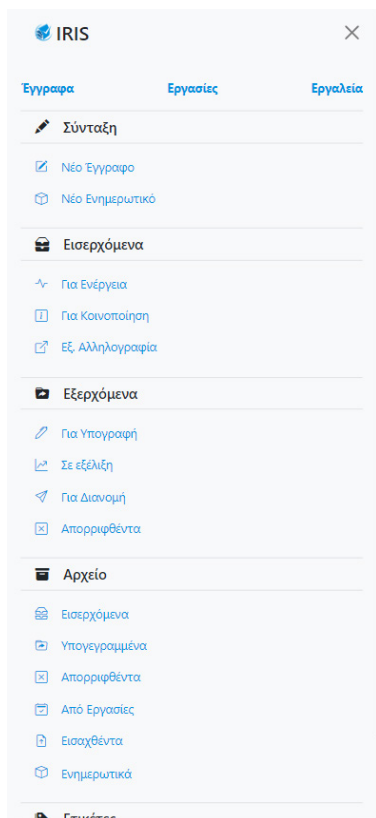 IRIS
Έγγραφα Εργασίες Εργαλεία
Σύνταξη
Νέο Έγγραφο
Νέο Ενημερωτικό
Εισερχόμενα
Για Ενέργεια
Για Κοινοποίηση
Εξ. Αλληλογραφία
Εξερχόμενα
Για Υπογραφή
Σε εξέλιξη
Για Διανομή
Απορριφθέντα
Αρχείο
Εισερχόμενα
Υπογεγραμμένα
Απορριφθέντα
Από Εργασίες
Εισαχθέντα
Ενημερωτικά
Ετικέτες